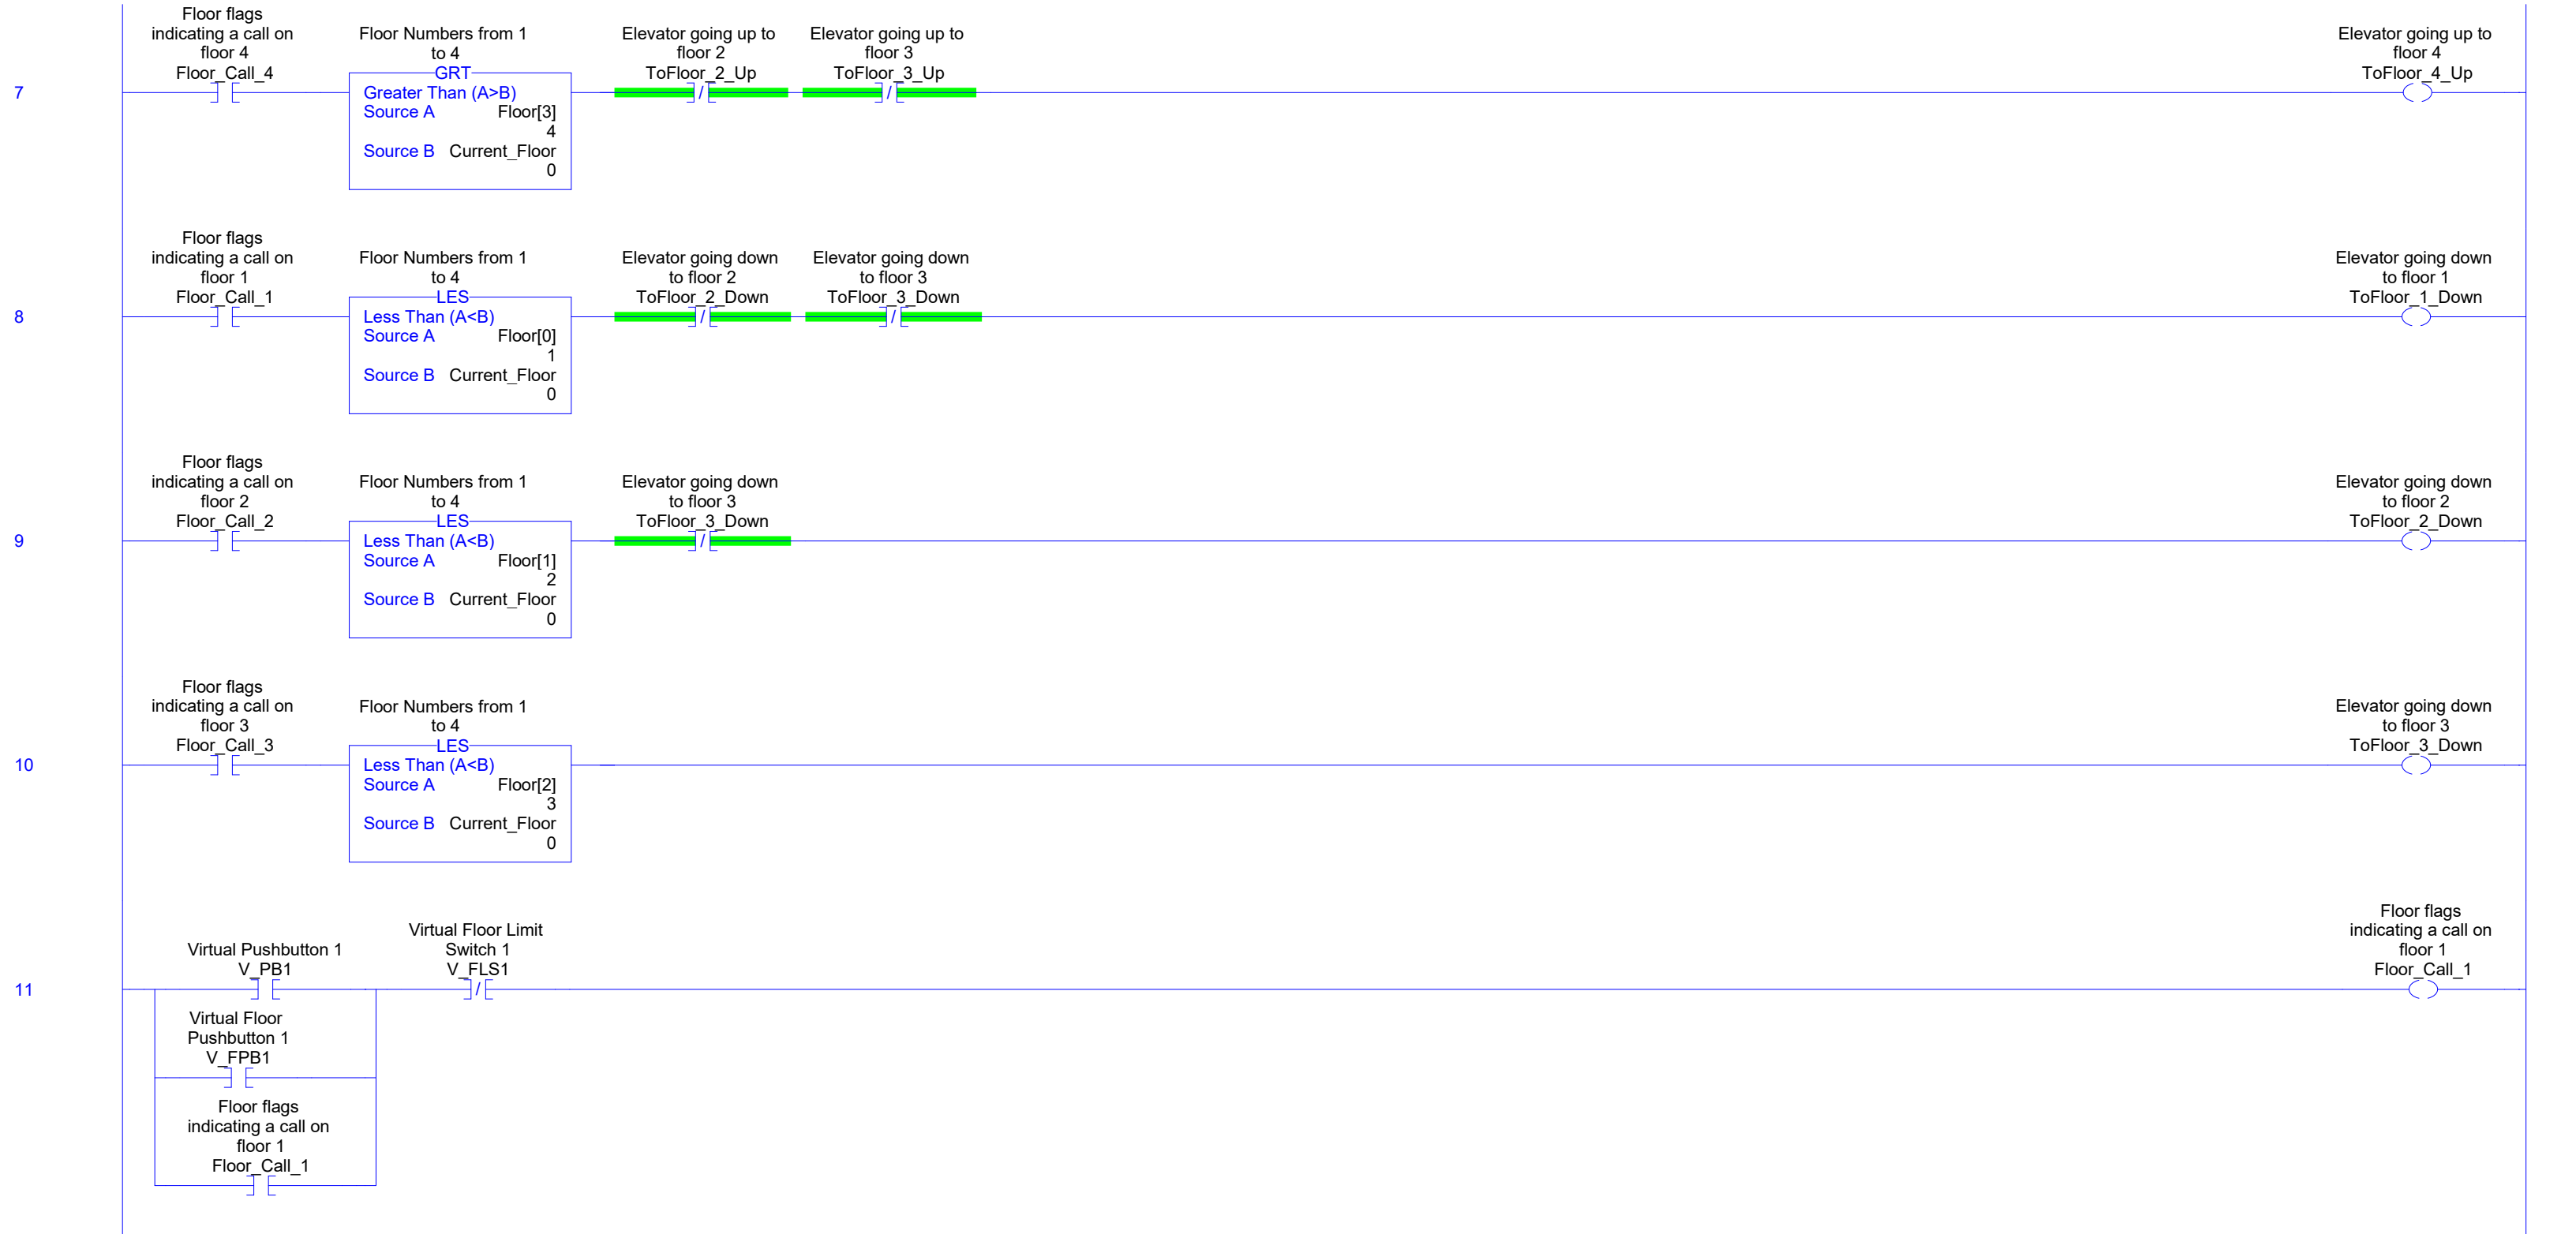 Floor flags
indicating a call on
floor 4
Floor_Call_4
Floor Numbers from 1
to 4
GRT
Greater Than (A>B)
Source A Floor[3]
4
Source B Current_Floor
0
Elevator going up to
floor 2
ToFloor_2_Up
Elevator going up to
floor 3
ToFloor_3_Up
Elevator going up to
floor 4
ToFloor_4_Up
7
Floor flags
indicating a call on
floor 1
Floor_Call_1
Floor Numbers from 1
to 4
LES
Less Than (A<B)
Source A Floor[0]
1
Source B Current_Floor
0
Elevator going down
to floor 2
ToFloor_2_Down
Elevator going down
to floor 3
ToFloor_3_Down
Elevator going down
to floor 1
ToFloor_1_Down
8
Floor flags
indicating a call on
floor 2
Floor_Call_2
Floor Numbers from 1
to 4
LES
Less Than (A<B)
Source A Floor[1]
2
Source B Current_Floor
0
Elevator going down
to floor 3
ToFloor_3_Down
Elevator going down
to floor 2
ToFloor_2_Down
9
Floor flags
indicating a call on
floor 3
Floor_Call_3
Floor Numbers from 1
to 4
LES
Less Than (A<B)
Source A Floor[2]
3
Source B Current_Floor
0
Elevator going down
to floor 3
ToFloor_3_Down
10
Virtual Pushbutton 1
V_PB1
Virtual Floor Limit
Switch 1
V_FLS1
Floor flags
indicating a call on
floor 1
Floor_Call_1
11
Virtual Floor
Pushbutton 1
V_FPB1
Floor flags
indicating a call on
floor 1
Floor_Call_1